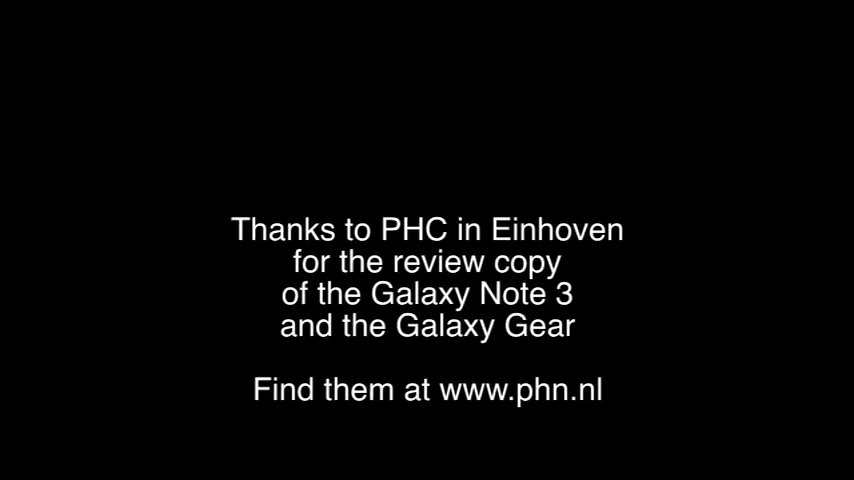 Thanks to PHC in Einhoven
for the review copy
of the Galaxy Note 3
and the Galaxy Gear
Find them at www.phn.nl